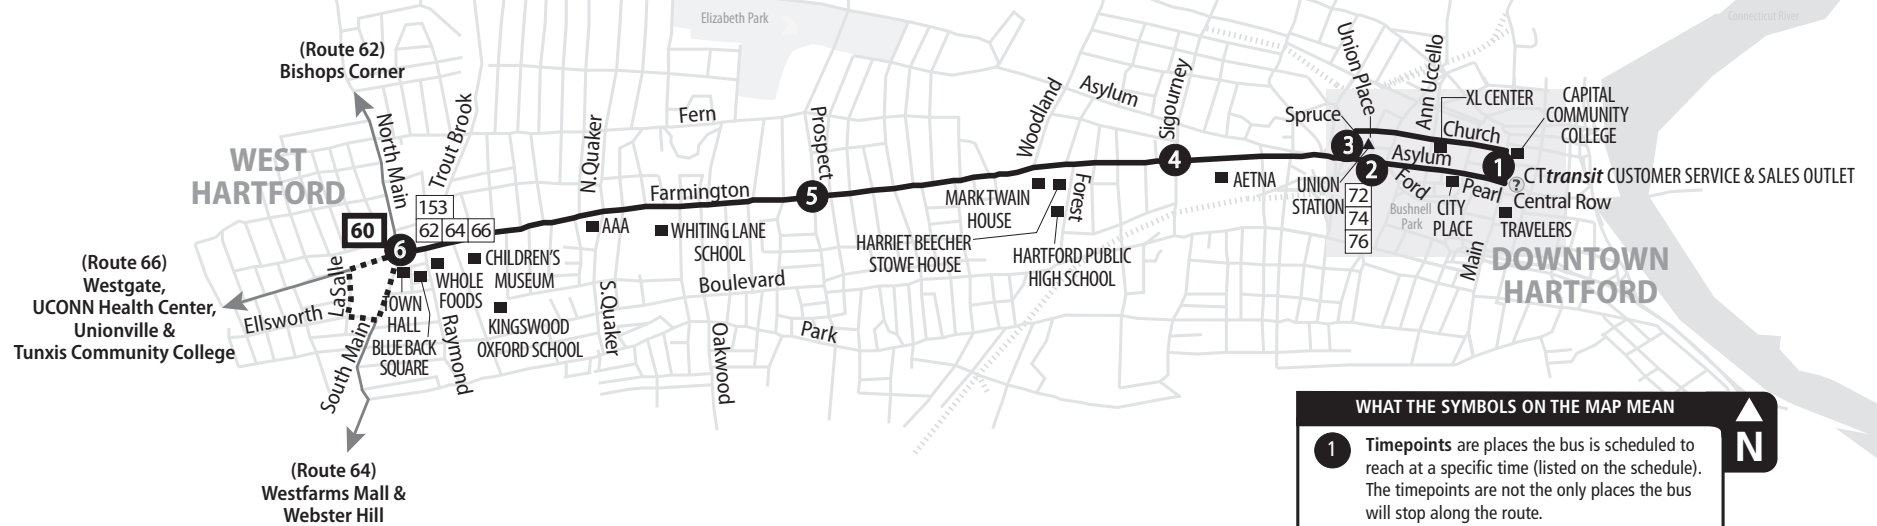 Elizabeth Park
Connecticut River
(Route 62)
Bishops Corner
North Main
Trout Brook
N.Quaker
Fern
Prospect
Woodland
Asylum
Sigourney
Union Place
Spruce
Ann Uccello
XL CENTER
CAPITAL
COMMUNITY
COLLEGE
Church
WEST
HARTFORD
3
1
Asylum
4
2
5
Farmington
CTtransit CUSTOMER SERVICE & SALES OUTLET
?
Pearl
Ford
Central Row
AETNA
UNION
STATION
72
74
76
Bushnell
Park
CITY
PLACE
TRAVELERS
Main
DOWNTOWN
HARTFORD
MARK TWAIN
HOUSE
Forest
HARRIET BEECHER
STOWE HOUSE
HARTFORD PUBLIC
HIGH SCHOOL
153
62 64 66
60
6
AAA
WHITING LANE
SCHOOL
CHILDREN'S
MUSEUM
WHOLE
FOODS
TOWN
HALL
BLUE BACK
SQUARE
KINGSWOOD
OXFORD SCHOOL
Raymond
S.Quaker
Boulevard
Oakwood
Park
LaSalle
Ellsworth
South Main
(Route 66)
Westgate,
UCONN Health Center,
Unionville &
Tunxis Community College
(Route 64)
Westfarms Mall &
Webster Hill
WHAT THE SYMBOLS ON THE MAP MEAN
N
1
Timepoints are places the bus is scheduled to
reach at a specific time (listed on the schedule).
The timepoints are not the only places the bus
will stop along the route.